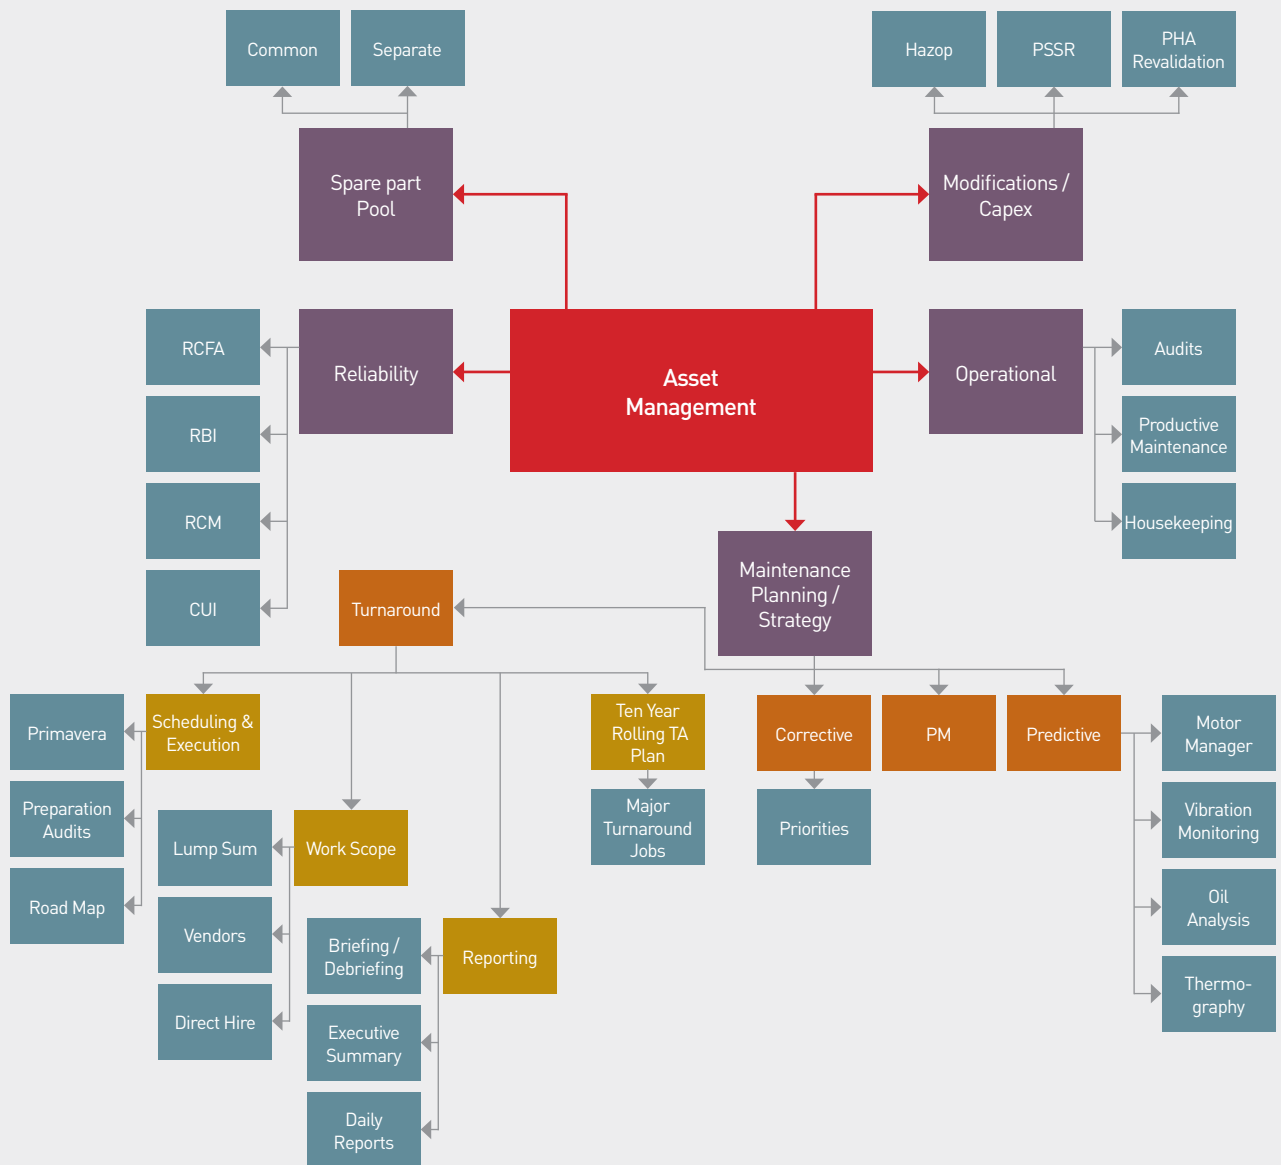 Common
Separate
Hazop
PSSR
PHA
Revalidation
Spare part
Pool
Modifications /
Capex
RCFA
Reliability
Asset
Management
Operational
Audits
RBI
Productive
Maintenance
RCM
Housekeeping
CUI
Turnaround
Maintenance
Planning /
Strategy
Primavera
Scheduling &
Execution
Ten Year
Rolling TA
Plan
Corrective
PM
Predictive
Motor
Manager
Preparation
Audits
Lump Sum
Work Scope
Major
Turnaround
Jobs
Priorities
Vibration
Monitoring
Road Map
Vendors
Briefing /
Debriefing
Reporting
Oil
Analysis
Direct Hire
Executive
Summary
Thermo-
graphy
Daily
Reports